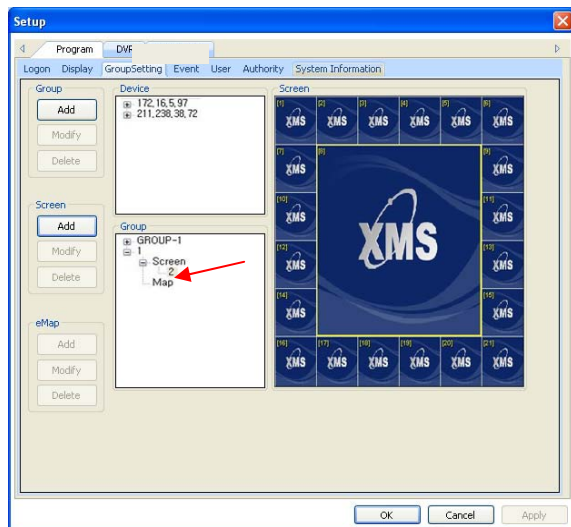 Setup
Program DVR
Logon Display GroupSetting Event User Authority System Information
Group
Add
Modify
Delete
Screen
Add
Modify
Delete
eMap
Add
Modify
Delete
Device
172,16,5,97
211,238,38,72
Group
GROUP-1
1
Screen
2
Map
Screen
[1] [2] [3] [4] [5] [6]
XMS XMS XMS XMS XMS XMS
[7] [8] [9]
XMS XMS
[10] [11]
XMS XMS XMS
[12] [13]
XMS XMS
[14] [15]
XMS XMS
[16] [17] [18] [19] [20] [21]
XMS XMS XMS XMS XMS XMS
OK Cancel Apply